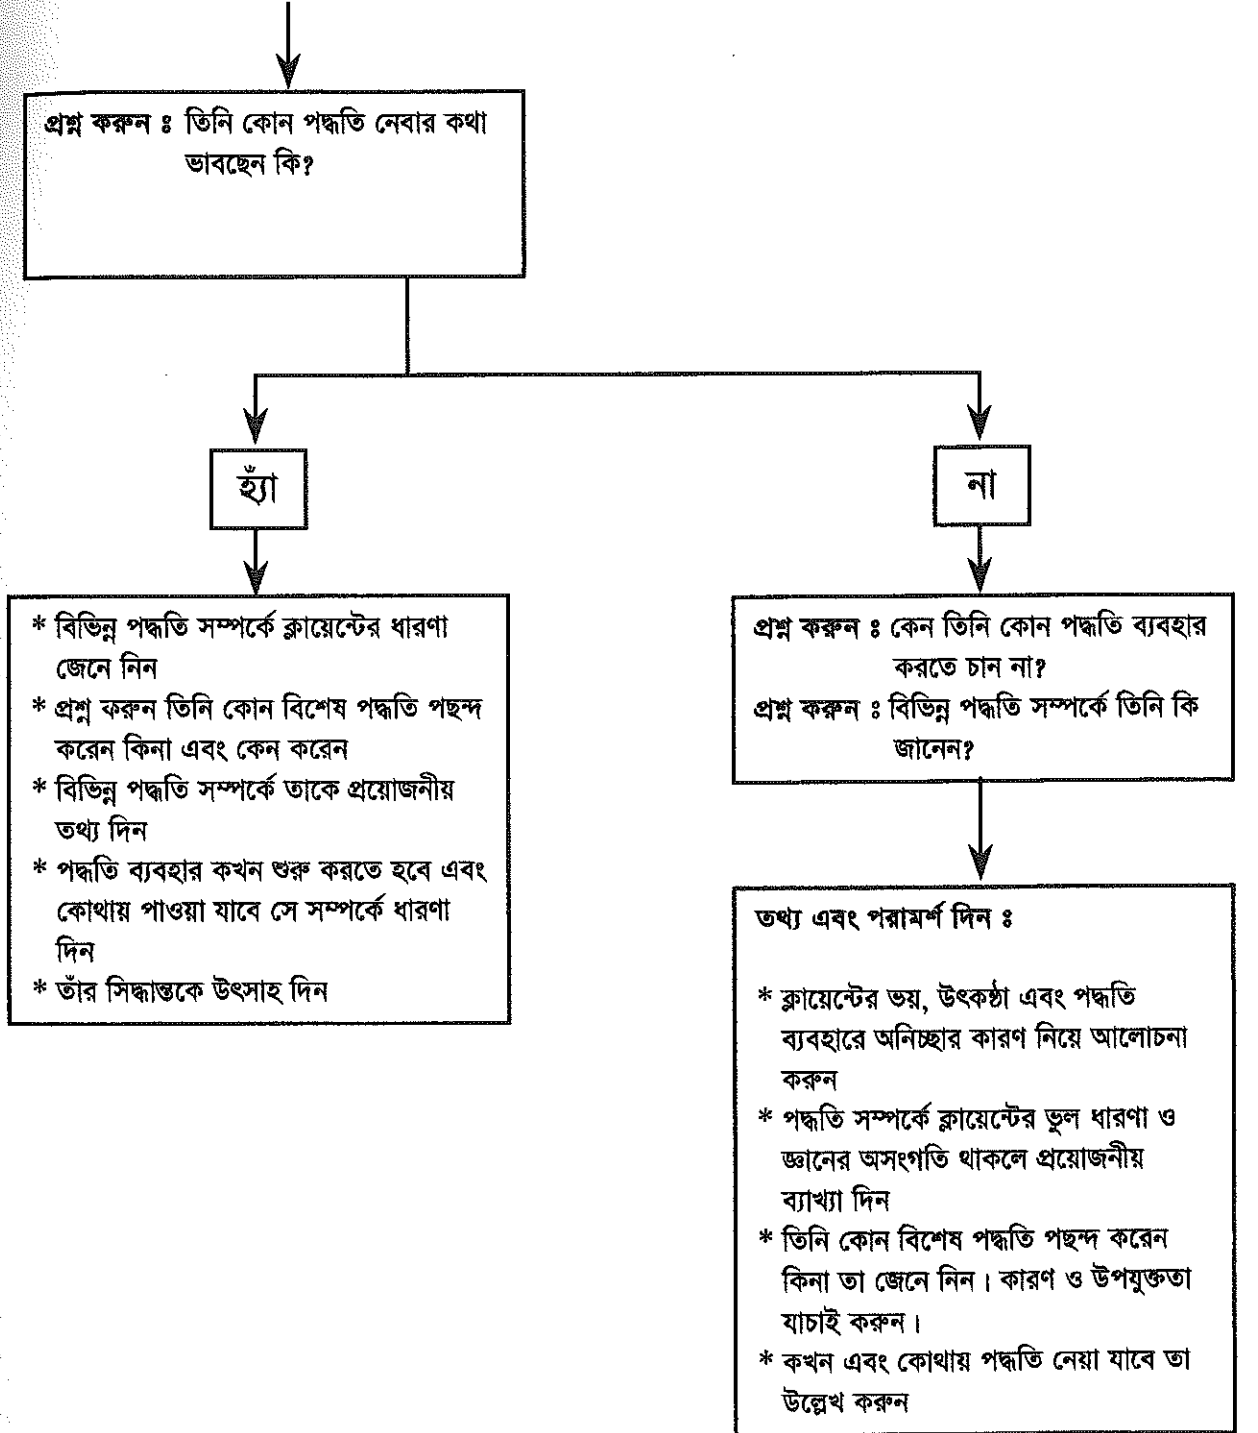 প্রশ্ন করুন ঃ তিনি কোন পদ্ধতি নেবার কথা
ভাবছেন কি?
হ্যাঁ
না
* বিভিন্ন পদ্ধতি সম্পর্কে ক্লায়েন্টের ধারণা
জেনে নিন
* প্রশ্ন করুন তিনি কোন বিশেষ পদ্ধতি পছন্দ
করেন কিনা এবং কেন করেন
* বিভিন্ন পদ্ধতি সম্পর্কে তাকে প্রয়োজনীয়
তথ্য দিন
* পদ্ধতি ব্যবহার কখন শুরু করতে হবে এবং
কোথায় পাওয়া যাবে সে সম্পর্কে ধারণা
দিন
* তাঁর সিদ্ধান্তকে উৎসাহ দিন
প্রশ্ন করুন ঃ কেন তিনি কোন পদ্ধতি ব্যবহার
করতে চান না?
প্রশ্ন করুন ঃ বিভিন্ন পদ্ধতি সম্পর্কে তিনি কি
জানেন?
তথ্য এবং পরামর্শ দিন ঃ
* ক্লায়েন্টের ভয়, উৎকন্ঠা এবং পদ্ধতি
ব্যবহারে অনিচ্ছার কারণ নিয়ে আলোচনা
করুন
* পদ্ধতি সম্পর্কে ক্লায়েন্টের ভুল ধারণা ও
জ্ঞানের অসংগতি থাকলে প্রয়োজনীয়
ব্যাখ্যা দিন
* তিনি কোন বিশেষ পদ্ধতি পছন্দ করেন
কিনা তা জেনে নিন। কারণ ও উপযুক্ততা
যাচাই করুন।
* কখন এবং কোথায় পদ্ধতি নেয়া যাবে তা
উল্লেখ করুন